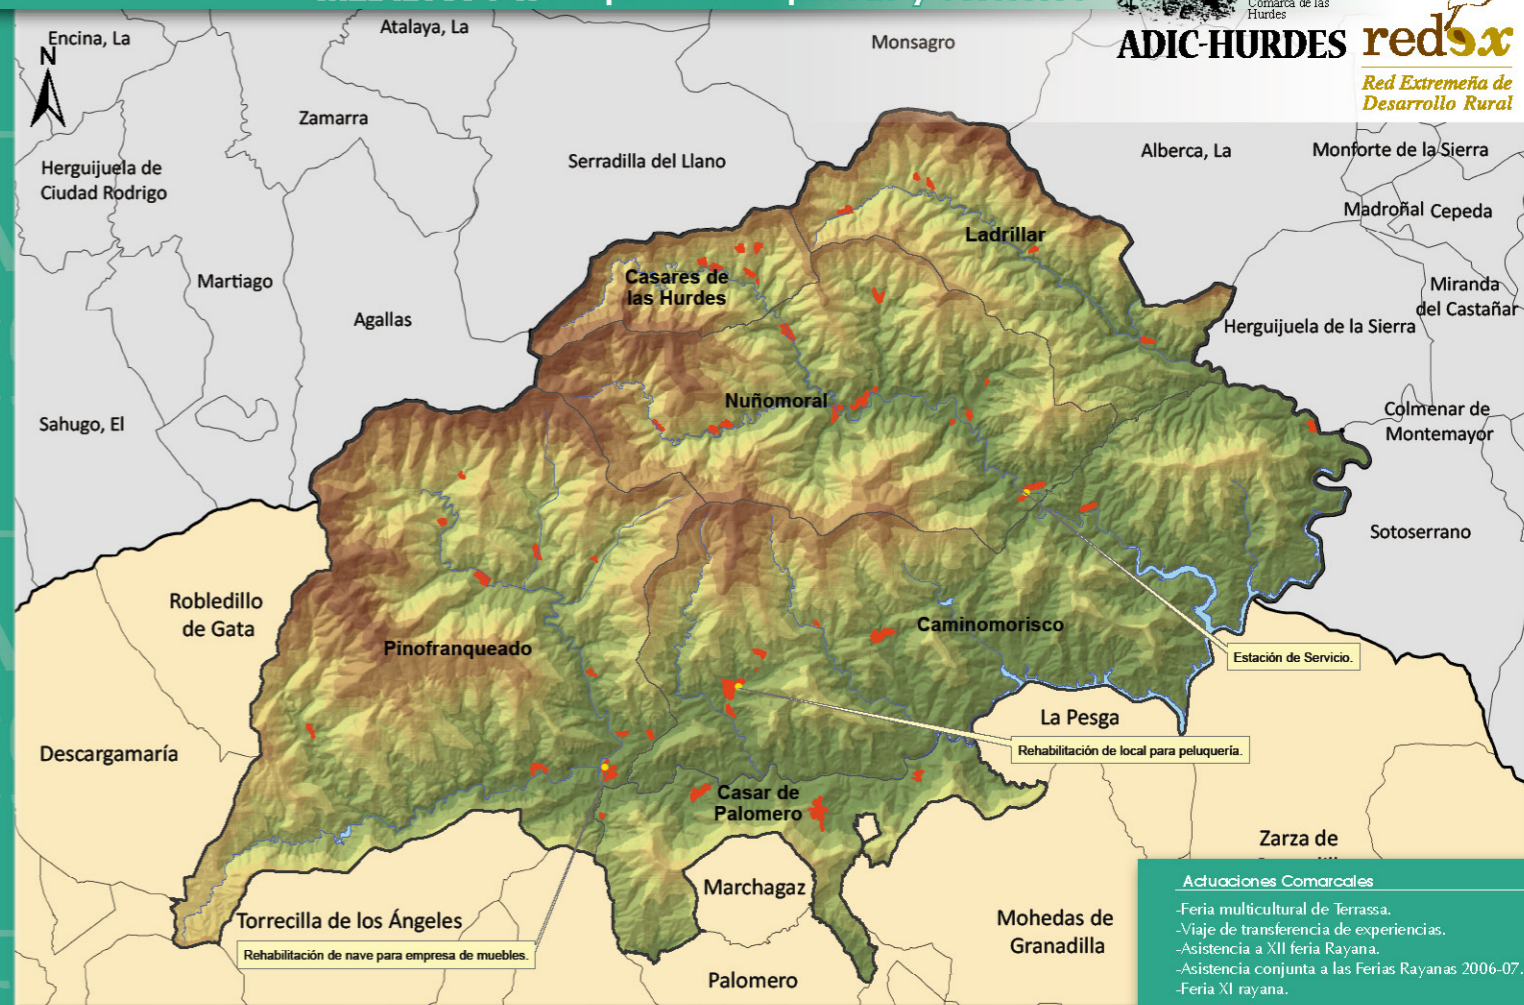 Comarca de las
Hurdes
ADIC-HURDES
redex
Red Extremeña de
Desarrollo Rural
Encina, La
N
Atalaya, La
Monsagro
Zamarra
Serradilla del Llano
Alberca, La
Monforte de la Sierra
Herguijuela de
Ciudad Rodrigo
Madroñal
Cepeda
Ladrillar
Martiago
Casares de
las Hurdes
Miranda
del Castañar
Agallas
Herguijuela de la Sierra
Sahugo, El
Nuñomoral
Colmenar de
Montemayor
Sotoserrano
Robledillo
de Gata
Pinofranqueado
Caminomorisco
Estación de Servicio.
La Pesga
Descargamaría
Rehabilitación de local para peluquería.
Casar de
Palomero
Zarza de
Marchagaz
Torrecilla de los Ángeles
Mohedas de
Granadilla
Rehabilitación de nave para empresa de muebles.
Palomero
Actuaciones Comarcales
-Feria multicultural de Terrassa.
-Viaje de transferencia de experiencias.
-Asistencia a XII feria Rayana.
-Asistencia conjunta a las Ferias Rayanas 2006-07.
-Feria XI rayana.